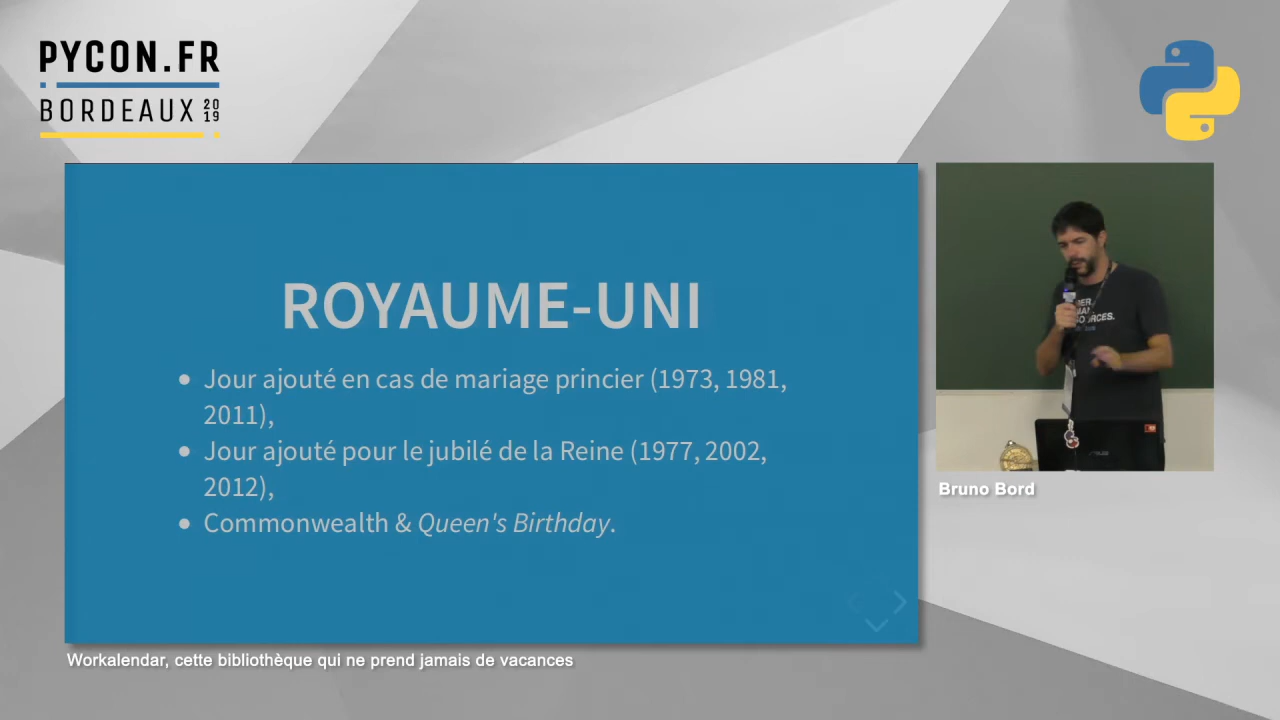 PYCON.FR
BORDEAUX 2019
ROYAUME-UNI
Jour ajouté en cas de mariage princier (1973, 1981,
2011),
Jour ajouté pour le jubilé de la Reine (1977, 2002,
2012),
Commonwealth & Queen's Birthday.
Bruno Bord
Workalendar, cette bibliothèque qui ne prend jamais de vacances